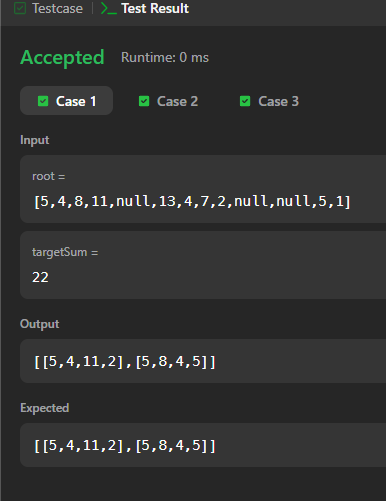 Testcase | Test Result
Accepted Runtime: 0 ms
Case 1 Case 2 Case 3
Input
root =
[5,4,8,11,null,13,4,7,2,null,null,5,1]
targetSum =
22
Output
[[5,4,11,2],[5,8,4,5]]
Expected
[[5,4,11,2],[5,8,4,5]]